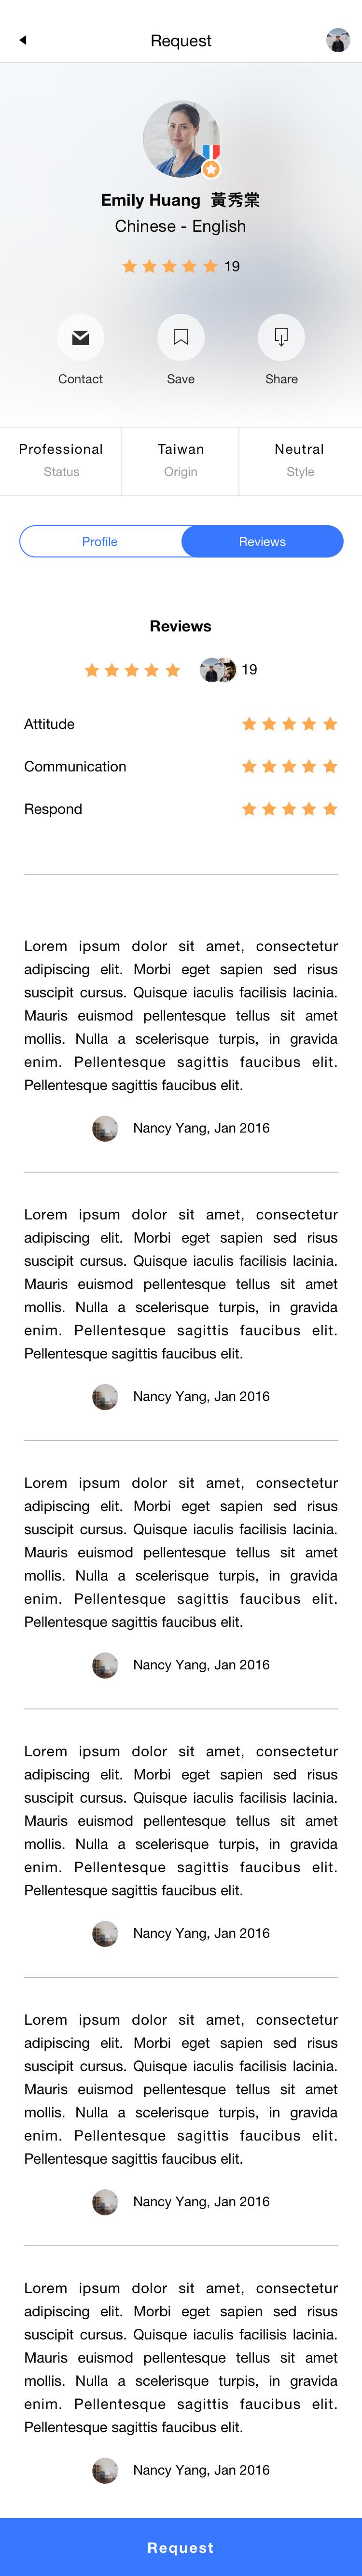 Request
Emily Huang 黃秀棠
Chinese - English
19
Contact Save Share
Professional Taiwan Neutral
Status Origin Style
Profile Reviews
Reviews
19
Attitude
Communication
Respond
Lorem ipsum dolor sit amet, consectetur
adipiscing elit. Morbi eget sapien sed risus
suscipit cursus. Quisque iaculis facilisis lacinia.
Mauris euismod pellentesque tellus sit amet
mollis. Nulla a scelerisque turpis, in gravida
enim. Pellentesque sagittis faucibus elit.
Pellentesque sagittis faucibus elit.
Nancy Yang, Jan 2016
Lorem ipsum dolor sit amet, consectetur
adipiscing elit. Morbi eget sapien sed risus
suscipit cursus. Quisque iaculis facilisis lacinia.
Mauris euismod pellentesque tellus sit amet
mollis. Nulla a scelerisque turpis, in gravida
enim. Pellentesque sagittis faucibus elit.
Pellentesque sagittis faucibus elit.
Nancy Yang, Jan 2016
Lorem ipsum dolor sit amet, consectetur
adipiscing elit. Morbi eget sapien sed risus
suscipit cursus. Quisque iaculis facilisis lacinia.
Mauris euismod pellentesque tellus sit amet
mollis. Nulla a scelerisque turpis, in gravida
enim. Pellentesque sagittis faucibus elit.
Pellentesque sagittis faucibus elit.
Nancy Yang, Jan 2016
Lorem ipsum dolor sit amet, consectetur
adipiscing elit. Morbi eget sapien sed risus
suscipit cursus. Quisque iaculis facilisis lacinia.
Mauris euismod pellentesque tellus sit amet
mollis. Nulla a scelerisque turpis, in gravida
enim. Pellentesque sagittis faucibus elit.
Pellentesque sagittis faucibus elit.
Nancy Yang, Jan 2016
Lorem ipsum dolor sit amet, consectetur
adipiscing elit. Morbi eget sapien sed risus
suscipit cursus. Quisque iaculis facilisis lacinia.
Mauris euismod pellentesque tellus sit amet
mollis. Nulla a scelerisque turpis, in gravida
enim. Pellentesque sagittis faucibus elit.
Pellentesque sagittis faucibus elit.
Nancy Yang, Jan 2016
Lorem ipsum dolor sit amet, consectetur
adipiscing elit. Morbi eget sapien sed risus
suscipit cursus. Quisque iaculis facilisis lacinia.
Mauris euismod pellentesque tellus sit amet
mollis. Nulla a scelerisque turpis, in gravida
enim. Pellentesque sagittis faucibus elit.
Pellentesque sagittis faucibus elit.
Nancy Yang, Jan 2016
Request